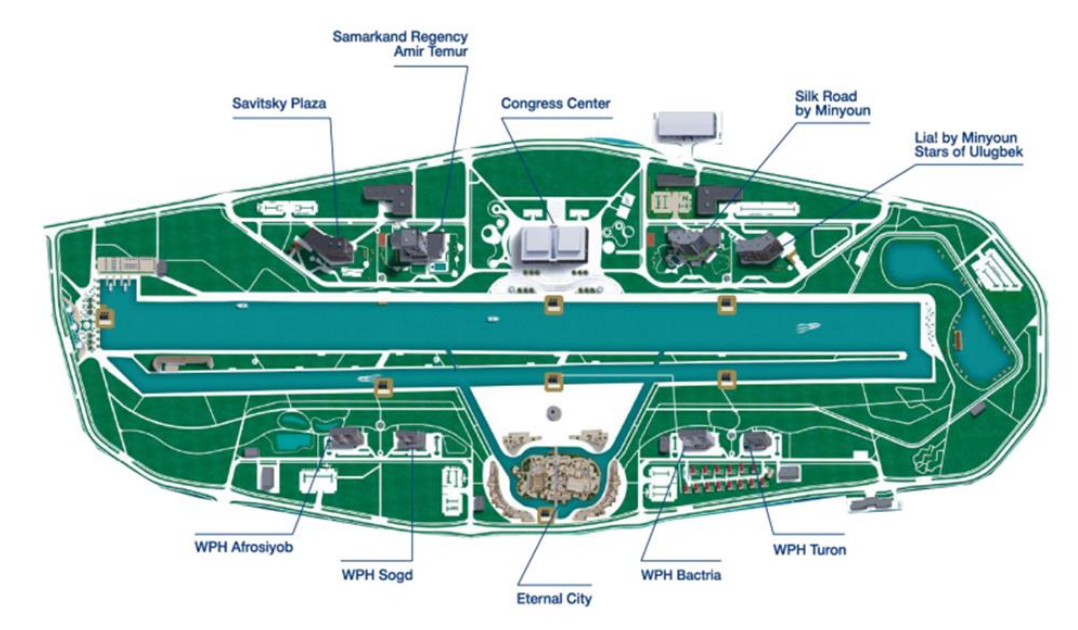 Samarkand Regency
Amir Temur
Savitsky Plaza
Congress Center
Silk Road
by Minyoun
Lia! by Minyoun
Stars of Ulugbek
WPH Afrosiyob
WPH Sogd
Eternal City
WPH Bactria
WPH Turon